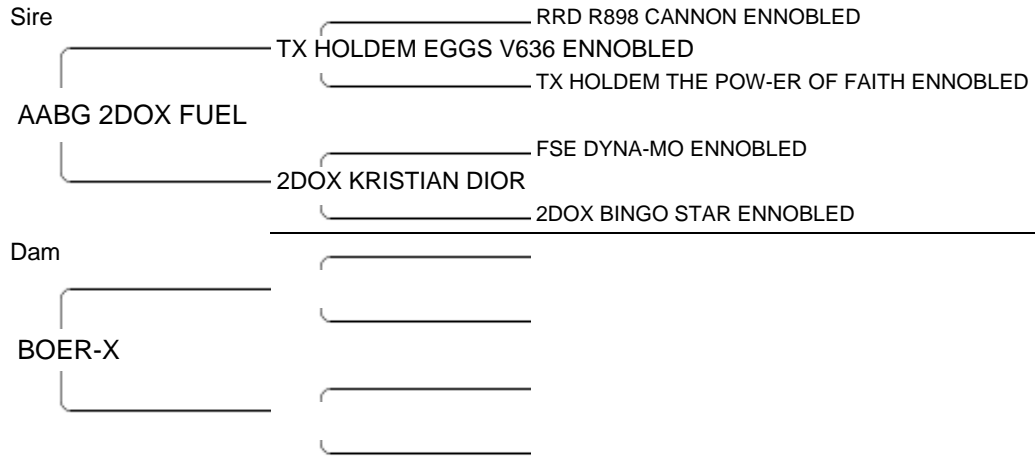 Sire
RRD R898 CANNON ENNOBLED
TX HOLDEM EGGS V636 ENNOBLED
TX HOLDEM THE POW-ER OF FAITH ENNOBLED
AABG 2DOX FUEL
FSE DYNA-MO ENNOBLED
2DOX KRISTIAN DIOR
2DOX BINGO STAR ENNOBLED
Dam
BOER-X